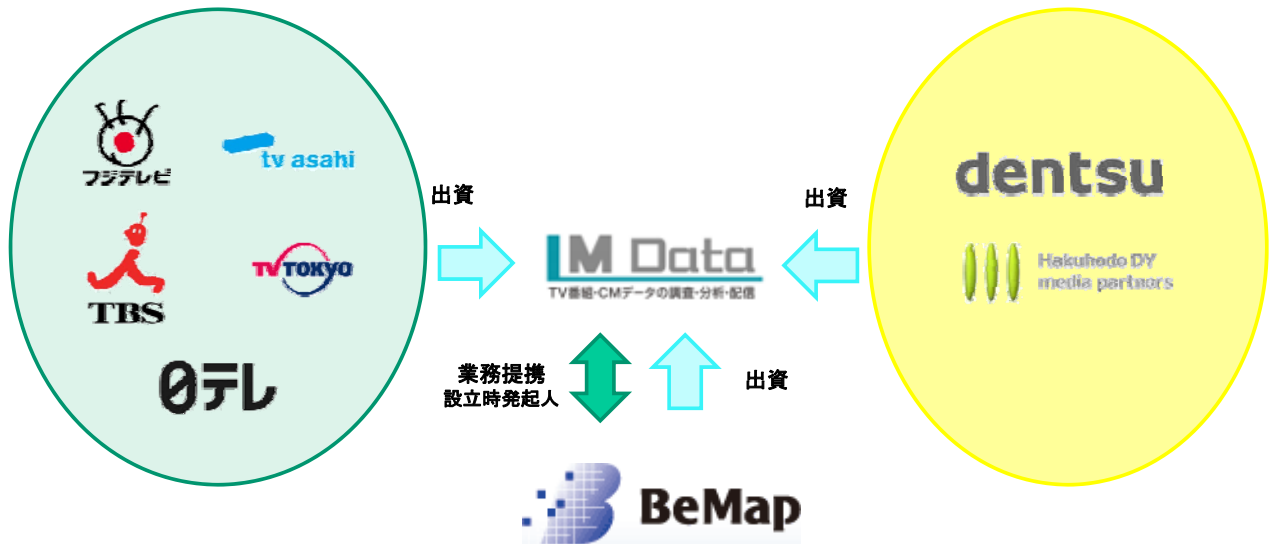 フジテレビ
tv asahi
TBS
TV TOKYO
日テレ
出資
M Data
TV番組・CMデータの調査・分析・配信
出資
dentsu
Hakuhodo DY
media partners
業務提携
設立時発起人
出資
BeMap